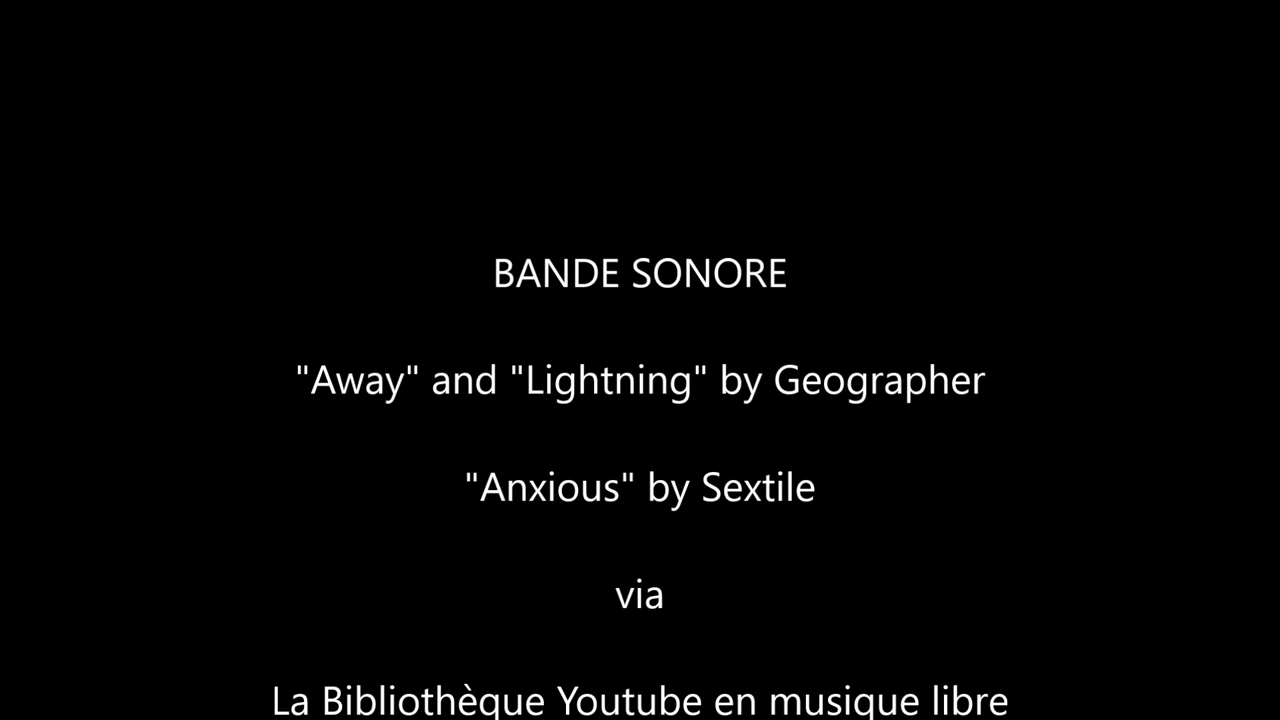 BANDE SONORE
"Away" and "Lightning" by Geographer
"Anxious" by Sextile
via
La Bibliothèque Youtube en musique libre